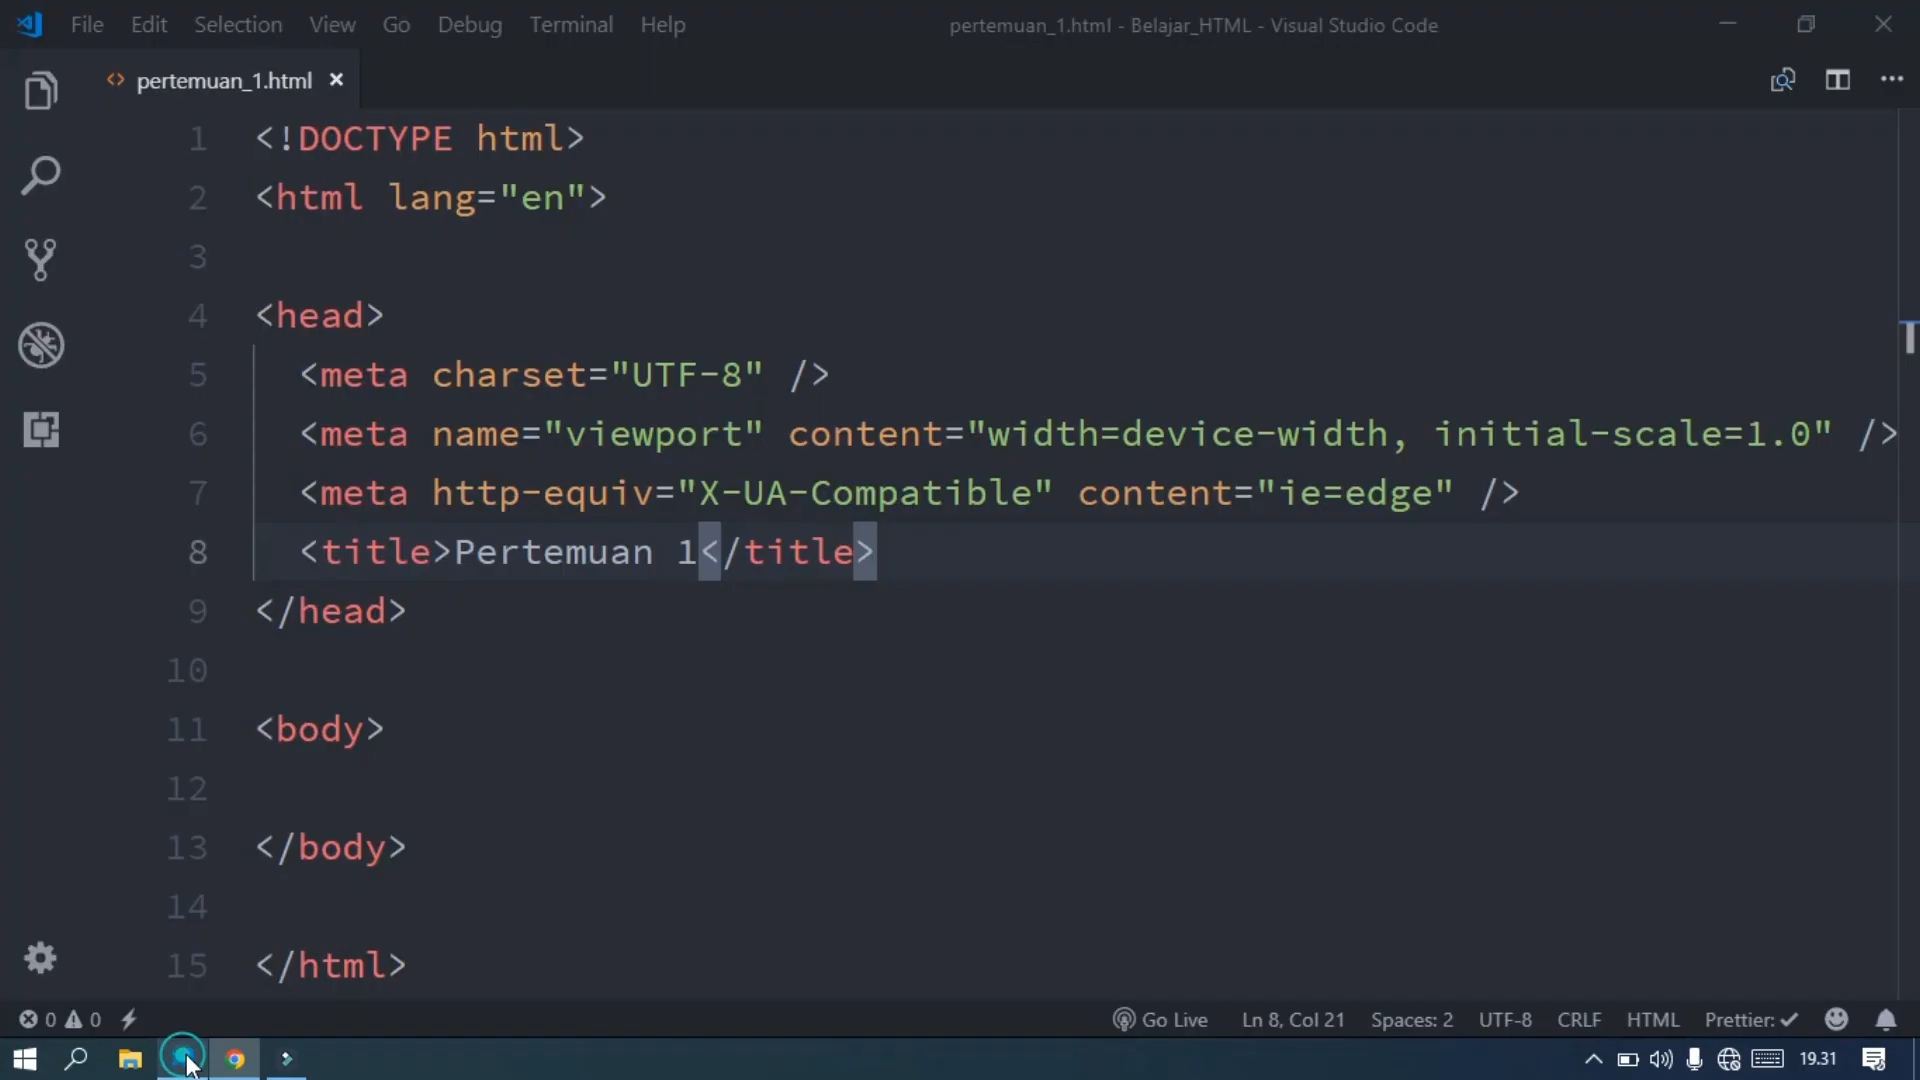 File Edit Selection View Go Debug Terminal Help pertemuan_1.html - Belajar_HTML - Visual Studio Code
pertemuan_1.html
1 <!DOCTYPE html>
2 <html lang="en">
3
4 <head>
5 <meta charset="UTF-8" />
6 <meta name="viewport" content="width=device-width, initial-scale=1.0" />
7 <meta http-equiv="X-UA-Compatible" content="ie=edge" />
8 <title>Pertemuan 1</title>
9 </head>
10
11 <body>
12
13 </body>
14
15 </html>
0 0 Go Live Ln 8, Col 21 Spaces: 2 UTF-8 CRLF HTML Prettier: ✓
19.31